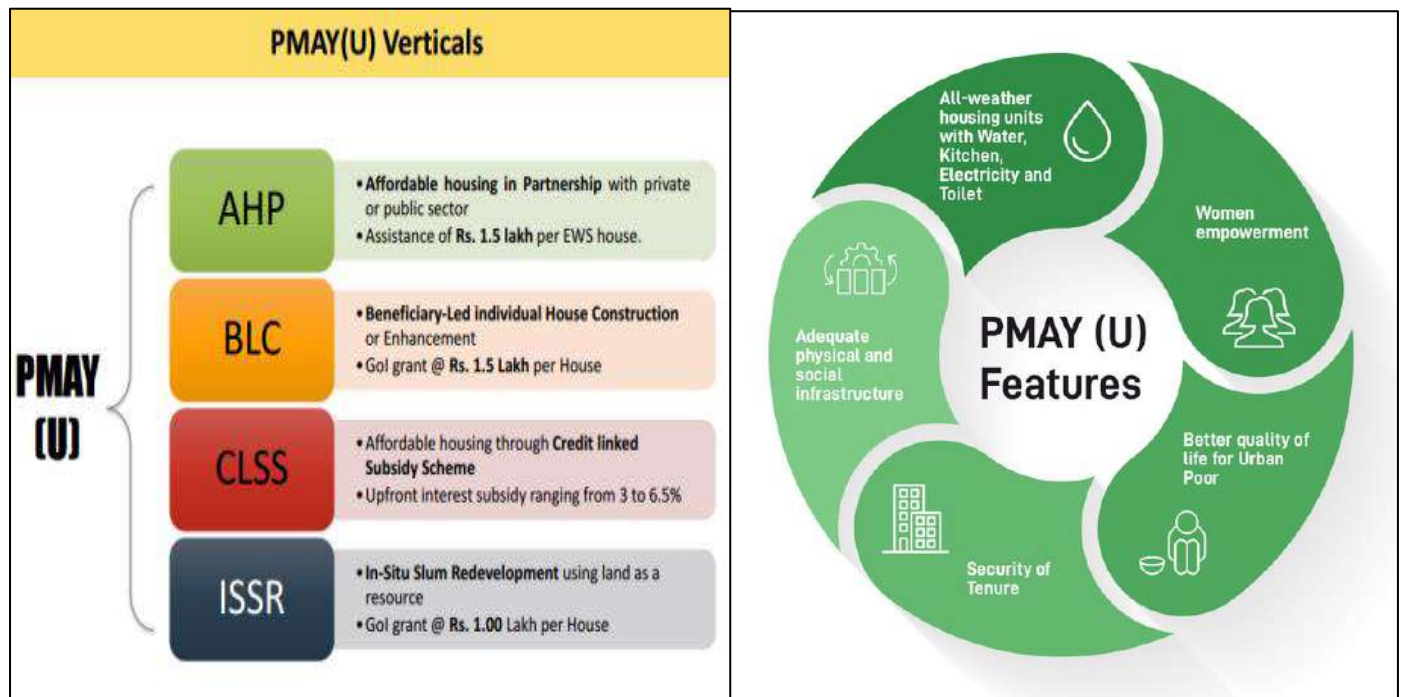 PMAY(U) Verticals
PMAY
(U)
AHP
• Affordable housing in Partnership with private
or public sector
• Assistance of Rs. 1.5 lakh per EWS house.
BLC
• Beneficiary-Led individual House Construction
or Enhancement
• GoI grant @ Rs. 1.5 Lakh per House
CLSS
• Affordable housing through Credit linked
Subsidy Scheme
• Upfront interest subsidy ranging from 3 to 6.5%
ISSR
• In-Situ Slum Redevelopment using land as a
resource
• GoI grant @ Rs. 1.00 Lakh per House
PMAY (U)
Features
All-weather
housing units
with Water,
Kitchen,
Electricity and
Toilet
Women
empowerment
Better quality of
life for Urban
Poor
Security of
Tenure
Adequate
physical and
social
infrastructure